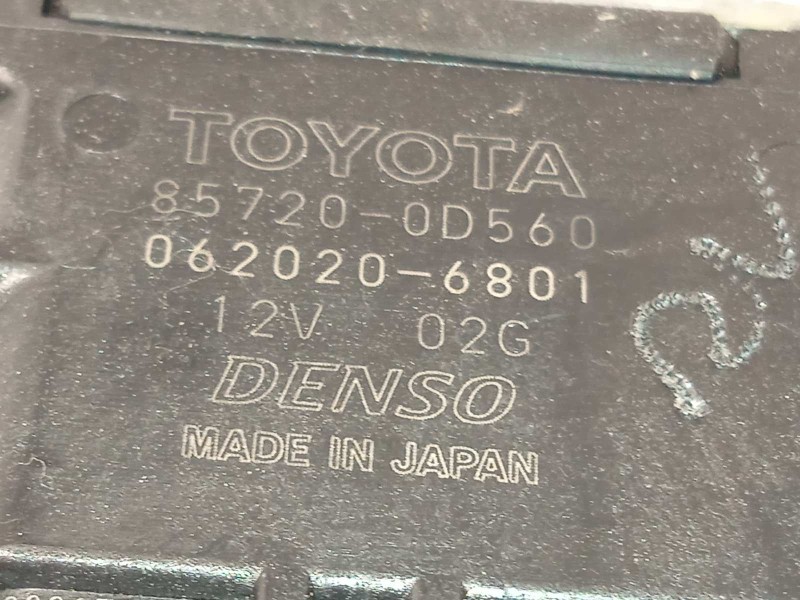 TOYOTA
85720-0D560
062020-6801
12V 02G
DENSO
MADE IN JAPAN